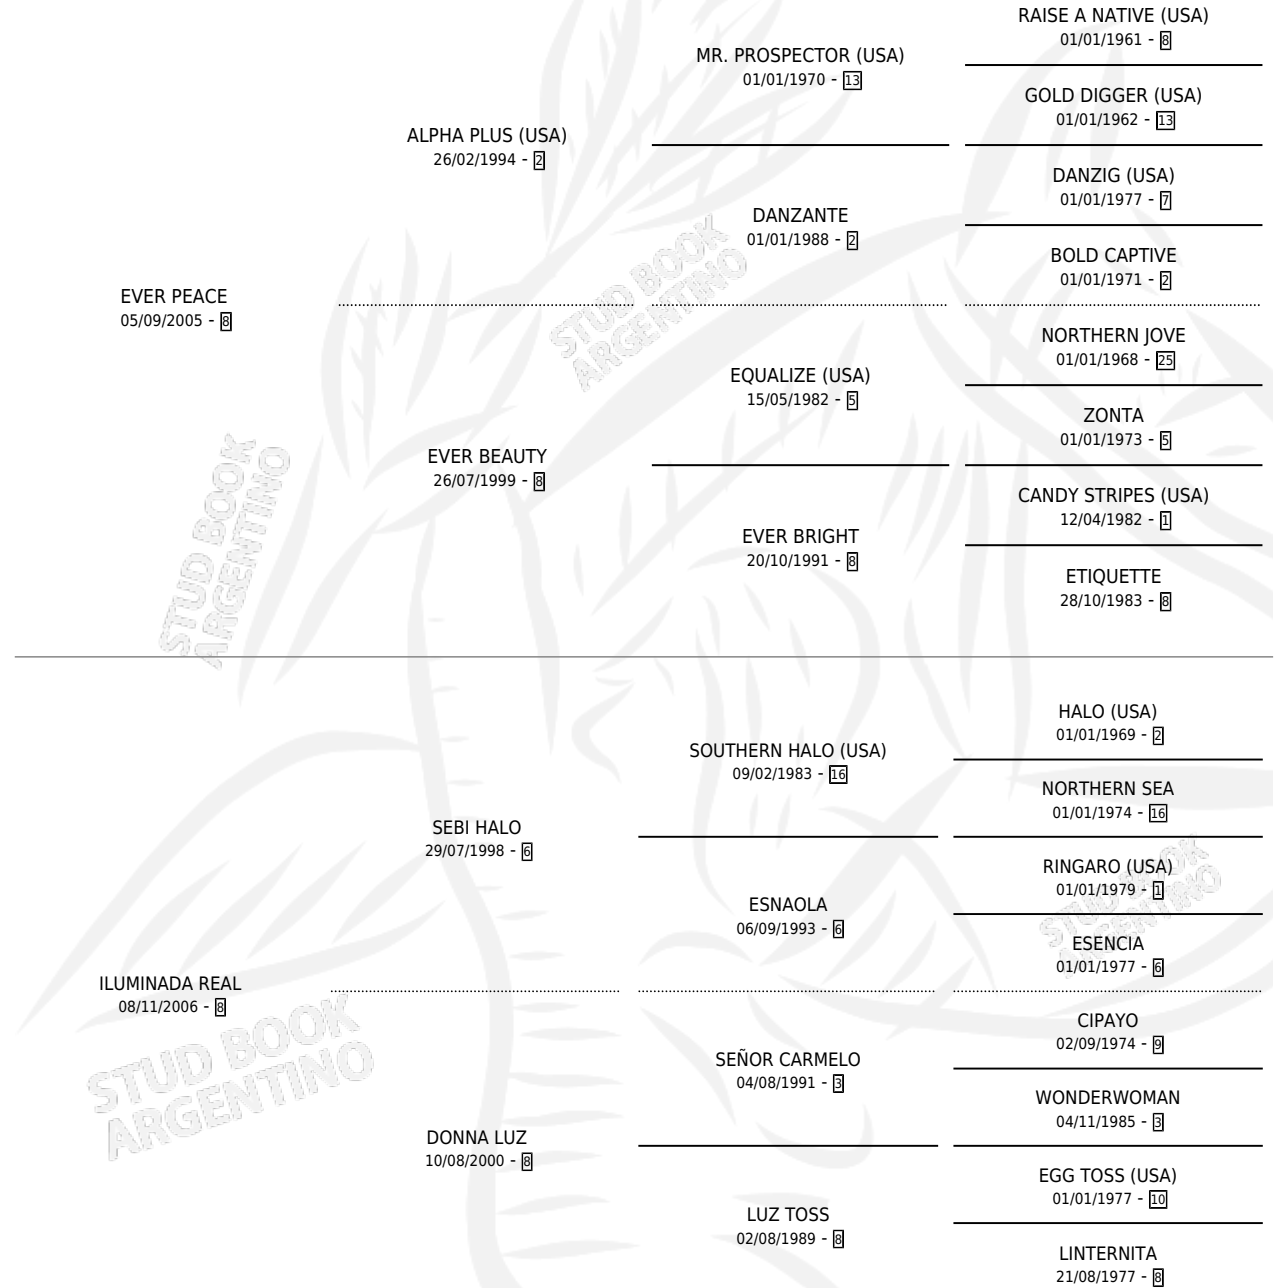 RAISE A NATIVE (USA)
01/01/1961 - 8
MR. PROSPECTOR (USA)
01/01/1970 - 13
GOLD DIGGER (USA)
01/01/1962 - 13
ALPHA PLUS (USA)
26/02/1994 - 2
DANZIG (USA)
01/01/1977 - 7
DANZANTE
01/01/1988 - 2
BOLD CAPTIVE
01/01/1971 - 2
STUD BOOK
ARGENTINO
EVER PEACE
05/09/2005 - 8
NORTHERN JOVE
01/01/1968 - 25
EQUALIZE (USA)
15/05/1982 - 5
ZONTA
01/01/1973 - 5
EVER BEAUTY
26/07/1999 - 8
STUD BOOK
ARGENTINO
CANDY STRIPES (USA)
12/04/1982 - 1
EVER BRIGHT
20/10/1991 - 8
ETIQUETTE
28/10/1983 - 8
HALO (USA)
01/01/1969 - 2
SOUTHERN HALO (USA)
09/02/1983 - 16
NORTHERN SEA
01/01/1974 - 16
SEBI HALO
29/07/1998 - 6
RINGARO (USA)
01/01/1979 - 1
STUD BOOK
ARGENTINO
ESNAOLA
06/09/1993 - 6
ESENCIA
01/01/1977 - 6
ILUMINADA REAL
08/11/2006 - 8
STUD BOOK
ARGENTINO
CIPAYO
02/09/1974 - 9
SEÑOR CARMELO
04/08/1991 - 3
WONDERWOMAN
04/11/1985 - 3
DONNA LUZ
10/08/2000 - 8
EGG TOSS (USA)
01/01/1977 - 10
LUZ TOSS
02/08/1989 - 8
LINTERNITA
21/08/1977 - 8